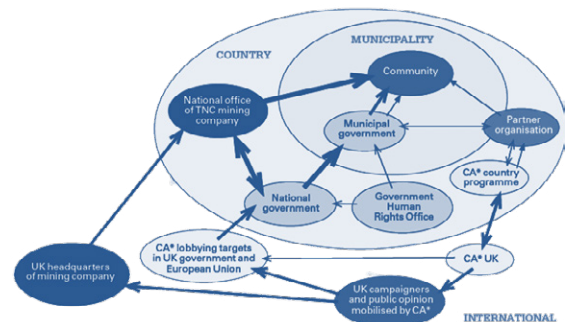 COUNTRY
MUNICIPALITY
Community
National office
of TNC mining
company
Municipal
government
Partner
organisation
CA* country
programme
National
government
Government
Human
Rights Office
CA* lobbying targets
in UK government and
European Union
CA* UK
UK headquarters
of mining company
UK campaigners
and public opinion
mobilised by CA*
INTERNATIONAL